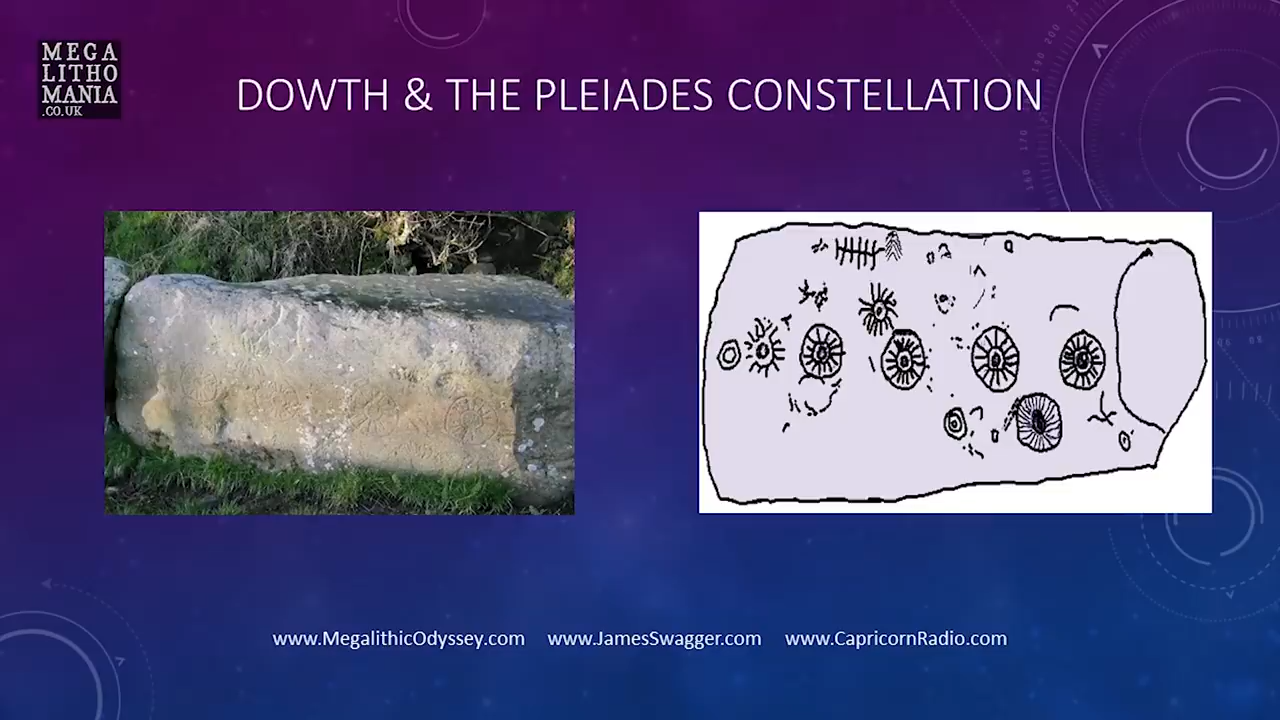 MEGA
LITHO
MANIA
.CO.UK
DOWTH & THE PLEIADES CONSTELLATION
www.MegalithicOdyssey.com www.JamesSwagger.com www.CapricornRadio.com